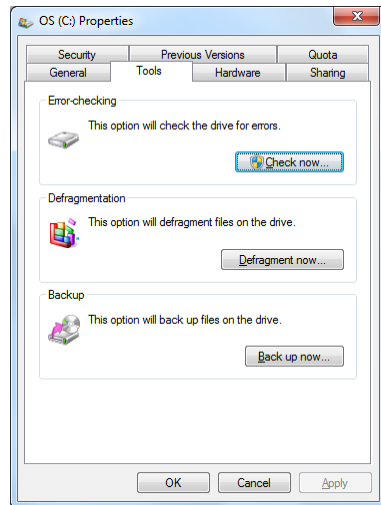 OS (C:) Properties
Security Previous Versions Quota
General Tools Hardware Sharing
Error-checking
This option will check the drive for errors.
Check now...
Defragmentation
This option will defragment files on the drive.
Defragment now...
Backup
This option will back up files on the drive.
Back up now...
OK Cancel Apply